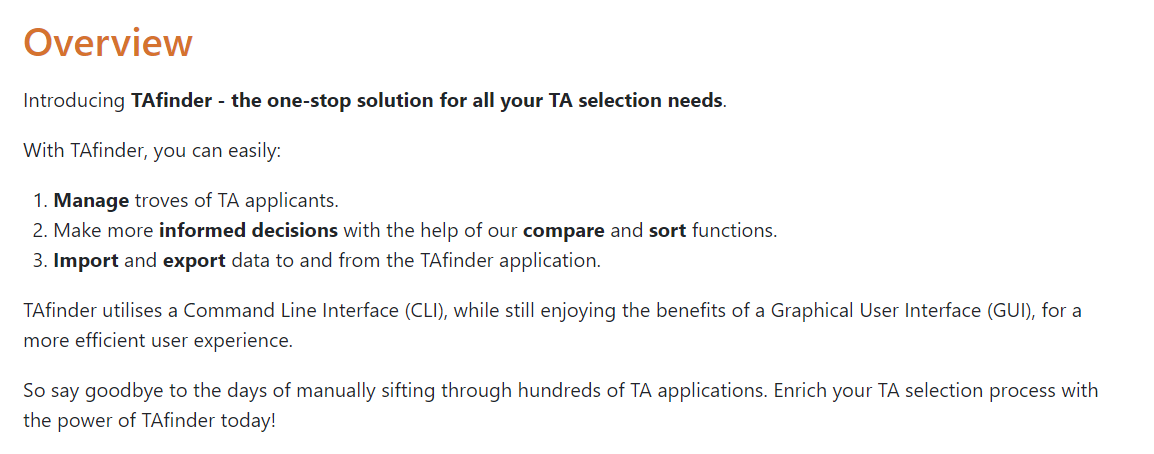 Overview
Introducing TAfinder - the one-stop solution for all your TA selection needs.
With TAfinder, you can easily:
1. Manage troves of TA applicants.
2. Make more informed decisions with the help of our compare and sort functions.
3. Import and export data to and from the TAfinder application.
TAfinder utilises a Command Line Interface (CLI), while still enjoying the benefits of a Graphical User Interface (GUI), for a
more efficient user experience.
So say goodbye to the days of manually sifting through hundreds of TA applications. Enrich your TA selection process with
the power of TAfinder today!